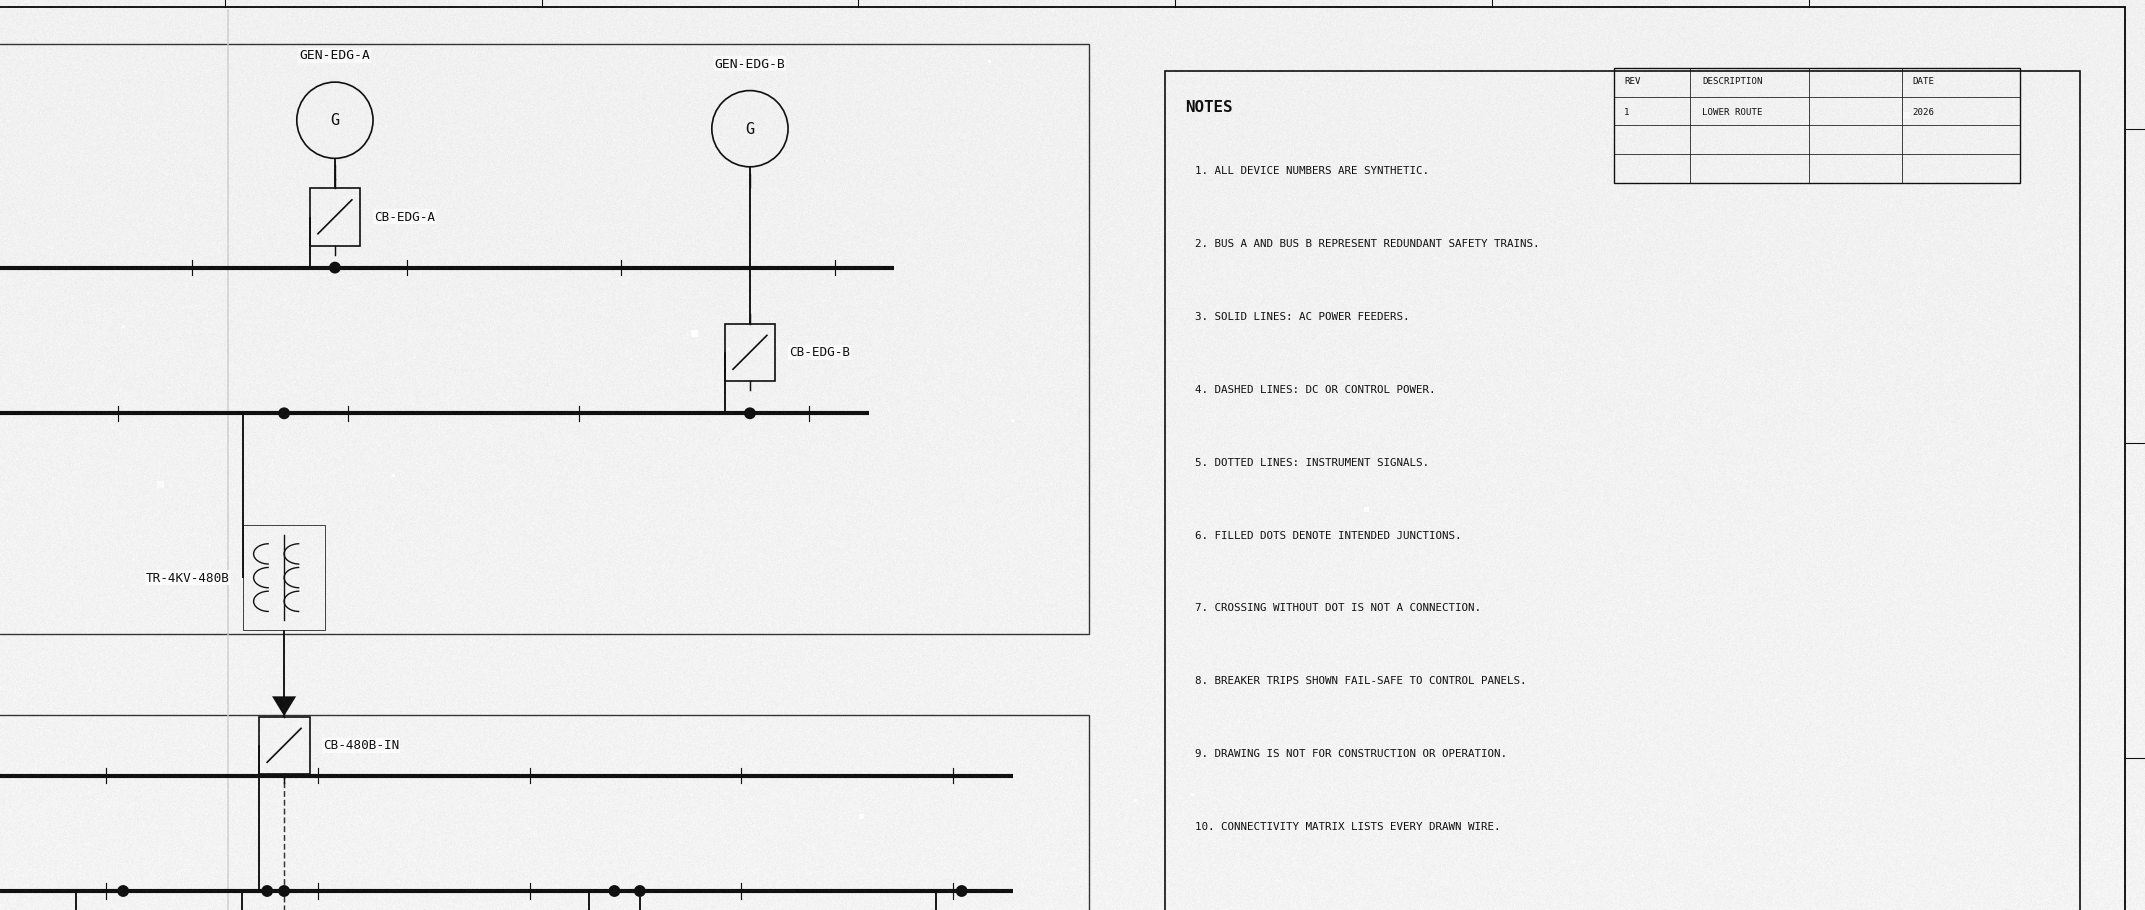 GEN-EDG-A
GEN-EDG-B
G
G
CB-EDG-A
CB-EDG-B
TR-4KV-480B
CB-480B-IN
REV DESCRIPTION DATE
1 LOWER ROUTE 2026
NOTES
1. ALL DEVICE NUMBERS ARE SYNTHETIC.
2. BUS A AND BUS B REPRESENT REDUNDANT SAFETY TRAINS.
3. SOLID LINES: AC POWER FEEDERS.
4. DASHED LINES: DC OR CONTROL POWER.
5. DOTTED LINES: INSTRUMENT SIGNALS.
6. FILLED DOTS DENOTE INTENDED JUNCTIONS.
7. CROSSING WITHOUT DOT IS NOT A CONNECTION.
8. BREAKER TRIPS SHOWN FAIL-SAFE TO CONTROL PANELS.
9. DRAWING IS NOT FOR CONSTRUCTION OR OPERATION.
10. CONNECTIVITY MATRIX LISTS EVERY DRAWN WIRE.